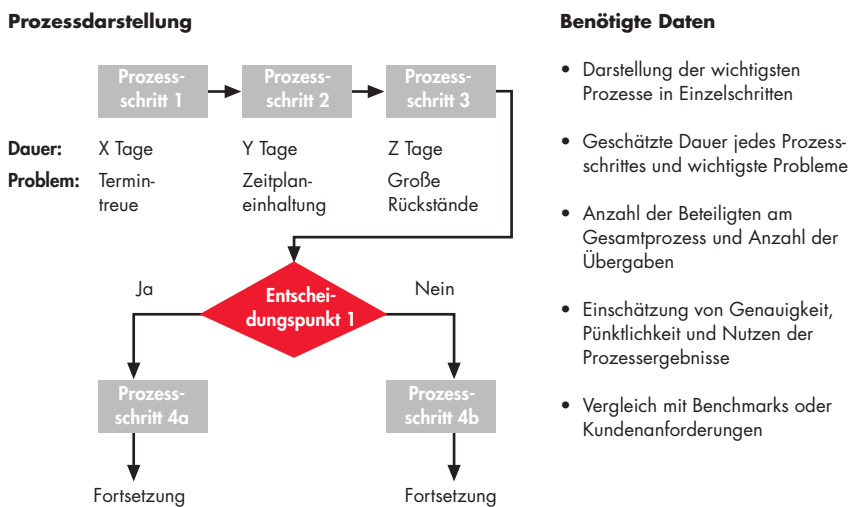 Prozessdarstellung
Prozess-
schritt 1
Prozess-
schritt 2
Prozess-
schritt 3
Dauer:
X Tage
Y Tage
Z Tage
Problem:
Termin-
treue
Zeitplan-
einhaltung
Große
Rückstände
Ja
Entschei-
dungspunkt 1
Nein
Prozess-
schritt 4a
Prozess-
schritt 4b
Fortsetzung
Fortsetzung
Benötigte Daten
• Darstellung der wichtigsten
Prozesse in Einzelschritten
• Geschätzte Dauer jedes Prozess-
schrittes und wichtigste Probleme
• Anzahl der Beteiligten am
Gesamtprozess und Anzahl der
Übergaben
• Einschätzung von Genauigkeit,
Pünktlichkeit und Nutzen der
Prozessergebnisse
• Vergleich mit Benchmarks oder
Kundenanforderungen